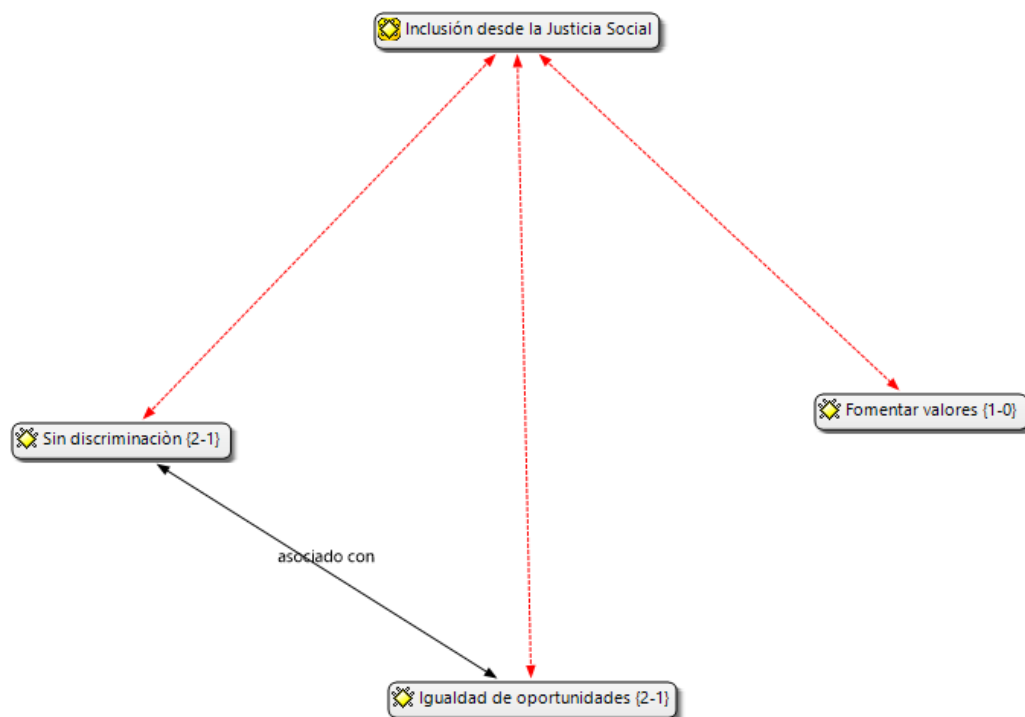 Inclusión desde la Justicia Social
Fomentar valores {1-0}
Sin discriminaciòn {2-1}
asociado con
Igualdad de oportunidades {2-1}